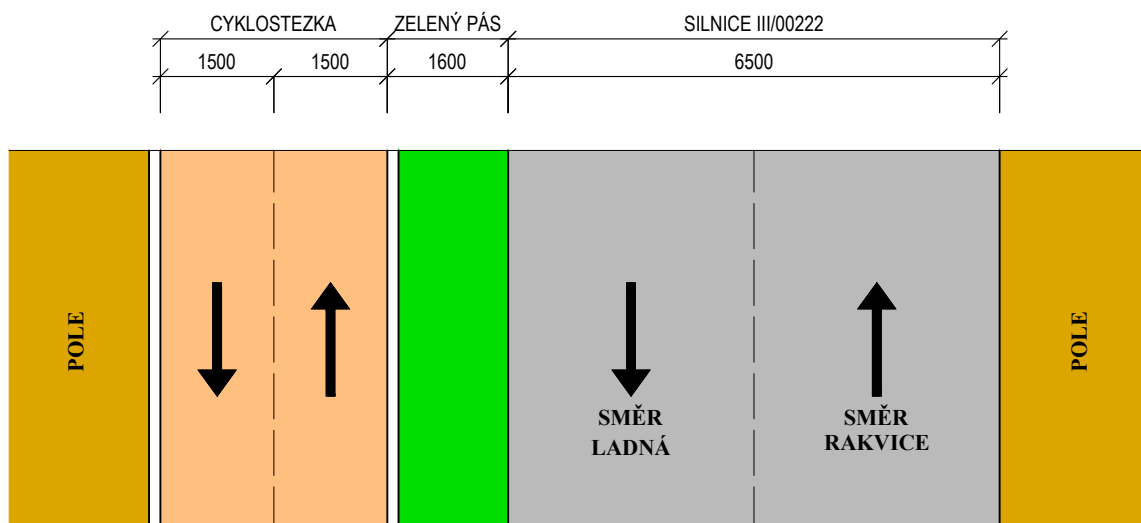 CYKLOSTEZKA
ZELENÝ PÁS
SILNICE III/00222
1500
1500
1600
6500
POLE
SMĚR
LADNÁ
SMĚR
RAKVICE
POLE